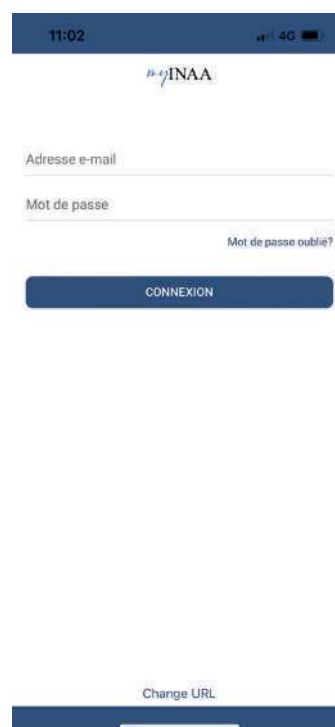 11:02
4G
myINAA
Adresse e-mail
Mot de passe
Mot de passe oublié?
CONNEXION
Change URL